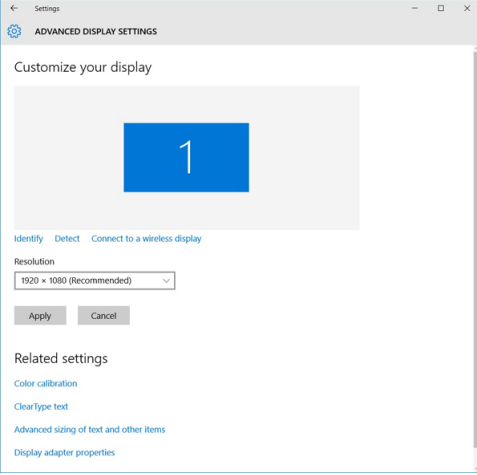 Settings
ADVANCED DISPLAY SETTINGS
Customize your display
1
Identify Detect Connect to a wireless display
Resolution
1920 × 1080 (Recommended)
Apply Cancel
Related settings
Color calibration
ClearType text
Advanced sizing of text and other items
Display adapter properties